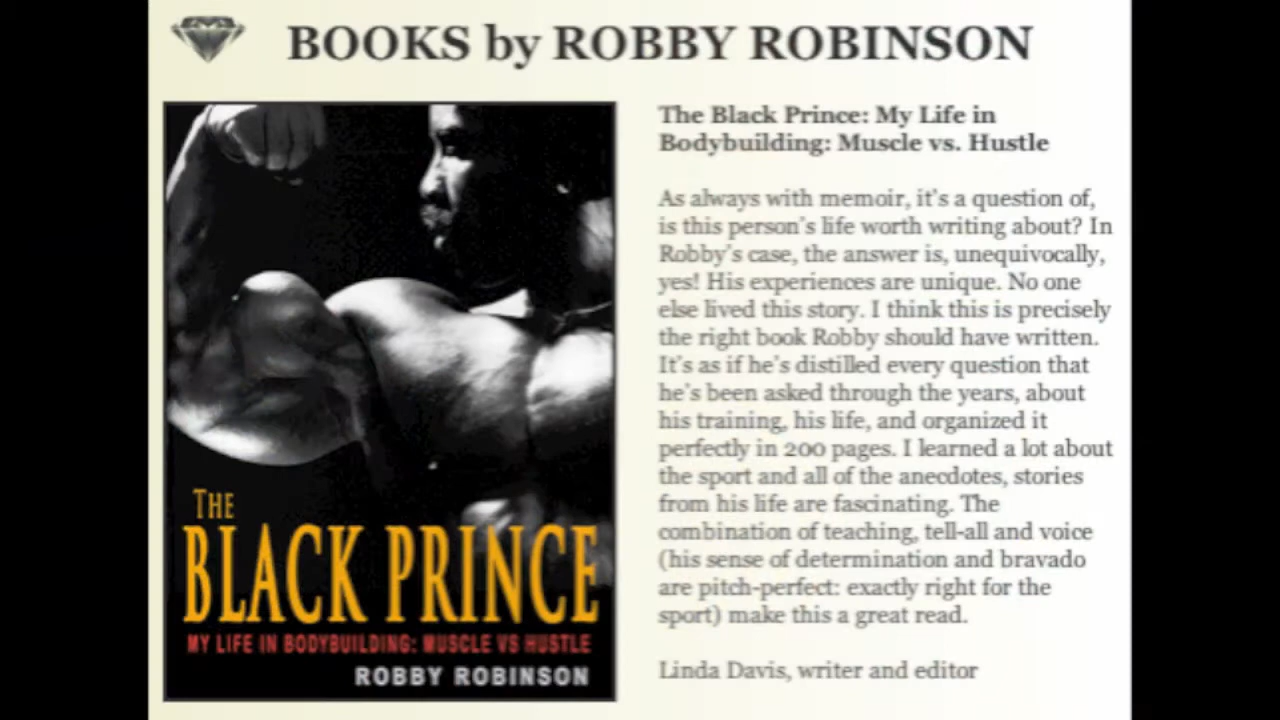 BOOKS by ROBBY ROBINSON
THE
BLACK PRINCE
MY LIFE IN BODYBUILDING: MUSCLE VS HUSTLE
ROBBY ROBINSON
The Black Prince: My Life in
Bodybuilding: Muscle vs. Hustle
As always with memoir, it's a question of,
is this person's life worth writing about? In
Robby's case, the answer is, unequivocally,
yes! His experiences are unique. No one
else lived this story. I think this is precisely
the right book Robby should have written.
It's as if he's distilled every question that
he's been asked through the years, about
his training, his life, and organized it
perfectly in 200 pages. I learned a lot about
the sport and all of the anecdotes, stories
from his life are fascinating. The
combination of teaching, tell-all and voice
(his sense of determination and bravado
are pitch-perfect: exactly right for the
sport) make this a great read.
Linda Davis, writer and editor